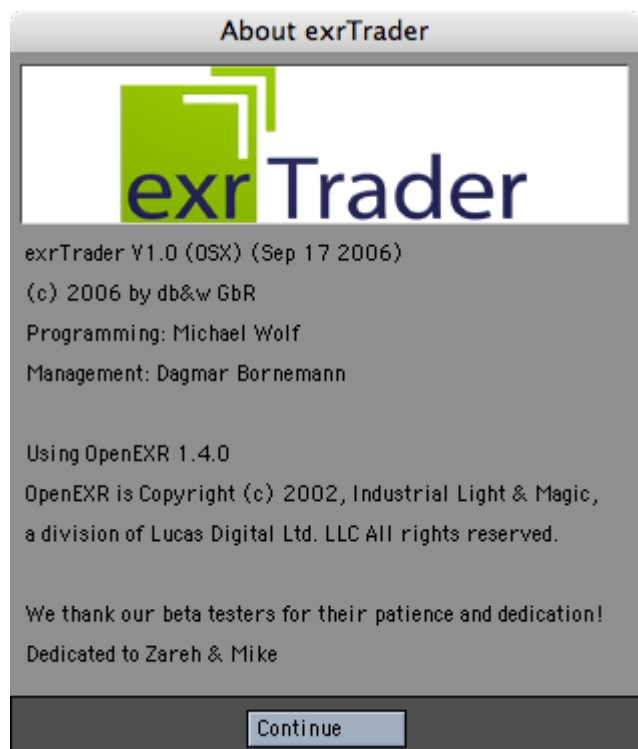 About exrTrader
exr Trader
exrTrader V1.0 (OSX) (Sep 17 2006)
(c) 2006 by db&w GbR
Programming: Michael Wolf
Management: Dagmar Bornemann
Using OpenEXR 1.4.0
OpenEXR is Copyright (c) 2002, Industrial Light & Magic,
a division of Lucas Digital Ltd. LLC All rights reserved.
We thank our beta testers for their patience and dedication!
Dedicated to Zareh & Mike
Continue